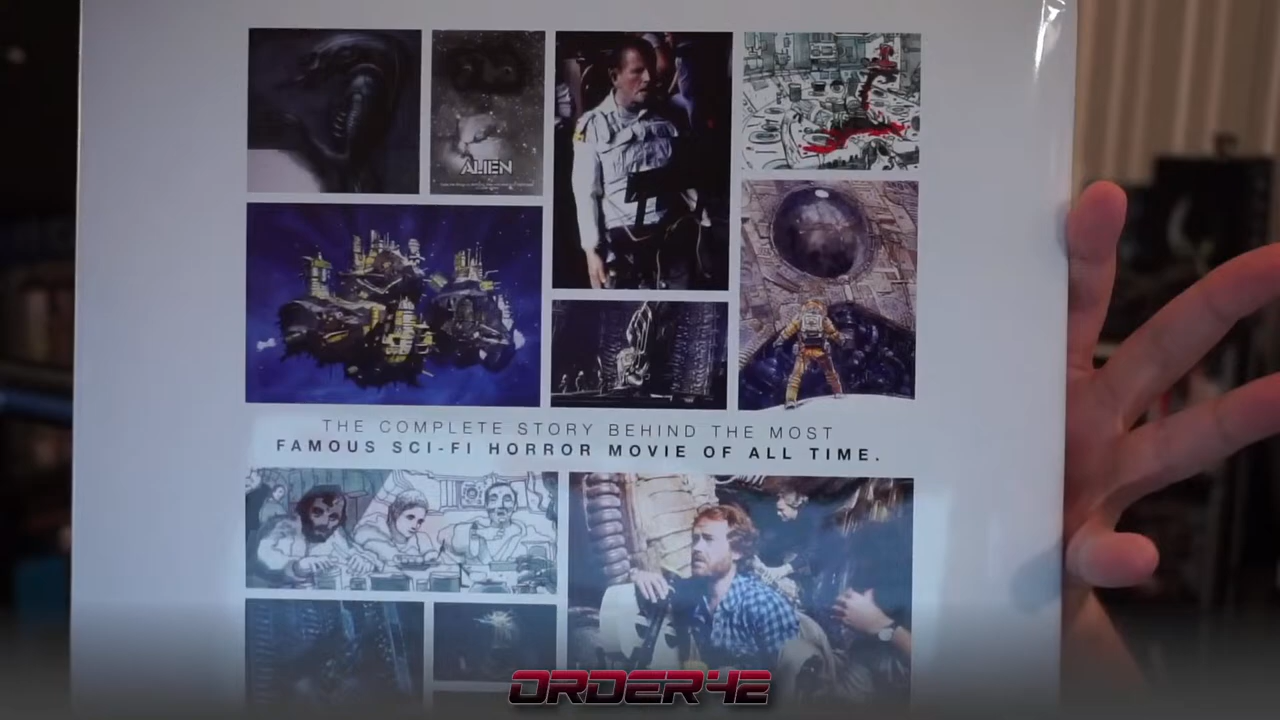 ALIEN
THE COMPLETE STORY BEHIND THE MOST
FAMOUS SCI-FI HORROR MOVIE OF ALL TIME.
ORDER42